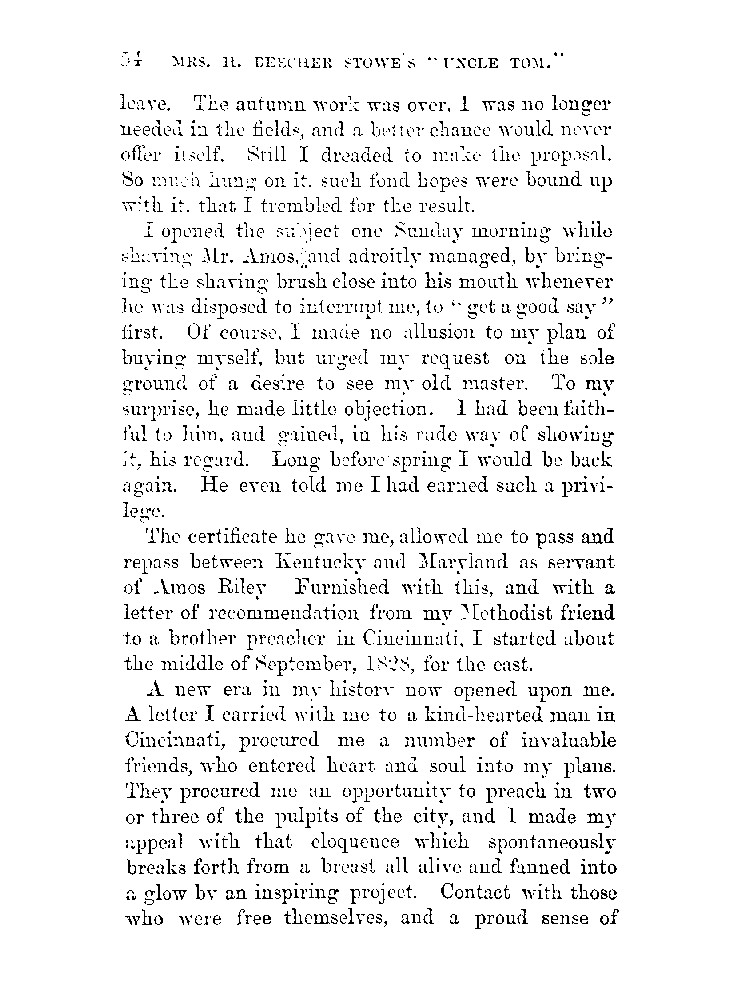 54 MRS. H. BEECHER STOWE'S "UNCLE TOM."
leave. The autumn work was over, I was no longer
needed in the fields, and a better chance would never
offer itself. Still I dreaded to make the proposal.
So much hung on it, such fond hopes were bound up
with it, that I trembled for the result.
I opened the subject one Sunday morning while
shaving Mr. Amos, and adroitly managed, by bring-
ing the shaving brush close into his mouth whenever
he was disposed to interrupt me, to "get a good say"
first. Of course, I made no allusion to my plan of
buying myself, but urged my request on the sole
ground of a desire to see my old master. To my
surprise, he made little objection. I had been faith-
ful to him, and gained, in his rude way of showing
it, his regard. Long before spring I would be back
again. He even told me I had earned such a privi-
lege.
The certificate he gave me, allowed me to pass and
repass between Kentucky and Maryland as servant
of Amos Riley Furnished with this, and with a
letter of recommendation from my Methodist friend
to a brother preacher in Cincinnati, I started about
the middle of September, 1828, for the east.
A new era in my history now opened upon me.
A letter I carried with me to a kind-hearted man in
Cincinnati, procured me a number of invaluable
friends, who entered heart and soul into my plans.
They procured me an opportunity to preach in two
or three of the pulpits of the city, and I made my
appeal with that eloquence which spontaneously
breaks forth from a breast all alive and fanned into
a glow by an inspiring project. Contact with those
who were free themselves, and a proud sense of